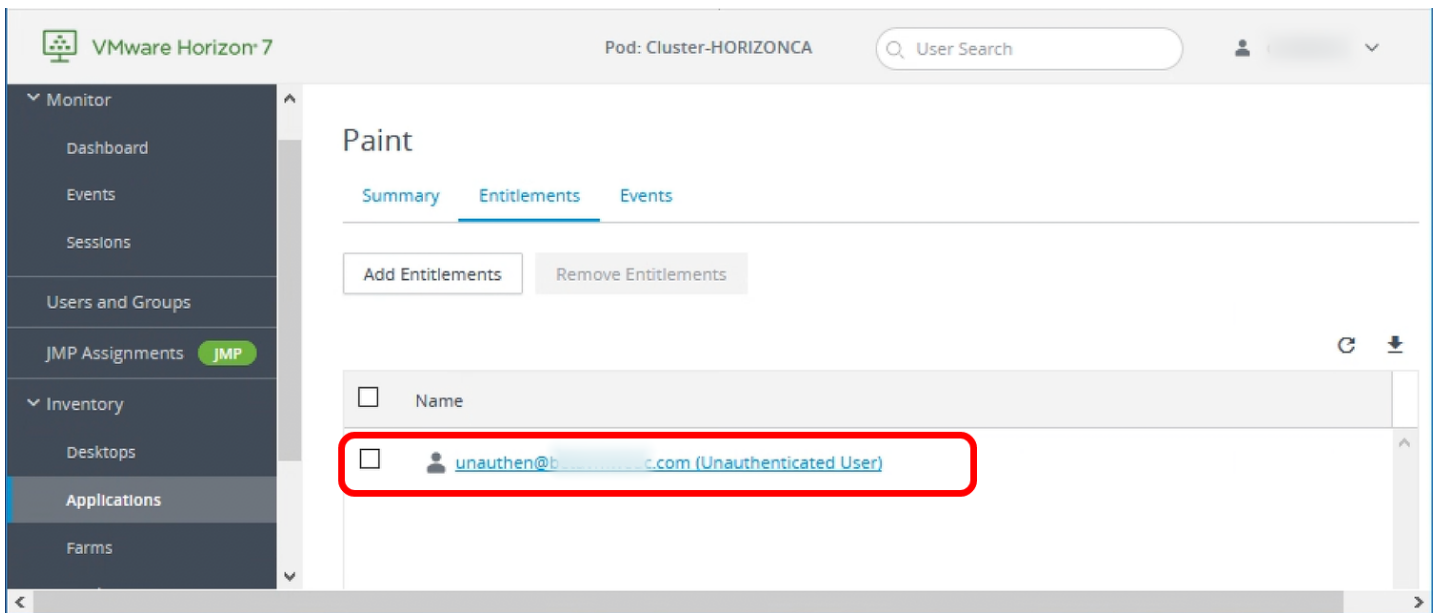 VMware Horizon® 7
Pod: Cluster-HORIZONCA
User Search
Monitor
Dashboard
Events
Sessions
Users and Groups
JMP Assignments JMP
Inventory
Desktops
Applications
Farms
Paint
Summary Entitlements Events
Add Entitlements Remove Entitlements
Name
unauthen@ .com (Unauthenticated User)